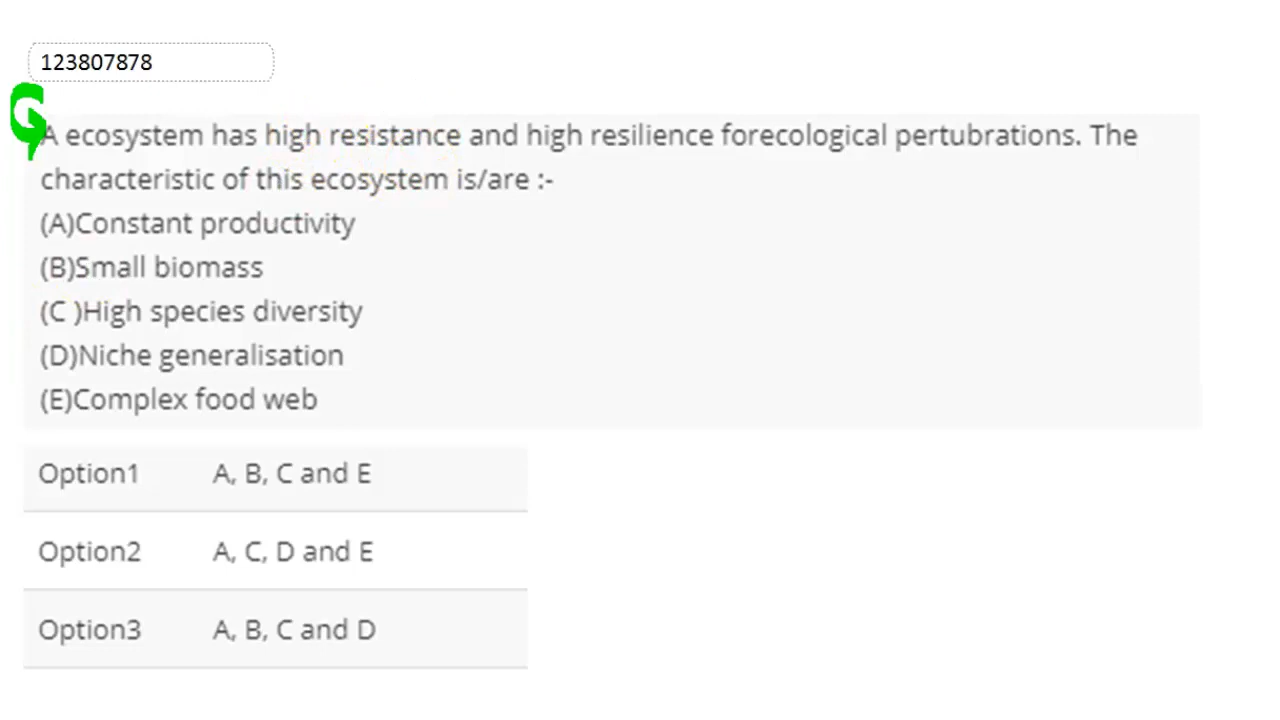 123807878
A ecosystem has high resistance and high resilience forecological pertubrations. The
characteristic of this ecosystem is/are :-
(A)Constant productivity
(B)Small biomass
(C )High species diversity
(D)Niche generalisation
(E)Complex food web
Option1 A, B, C and E
Option2 A, C, D and E
Option3 A, B, C and D